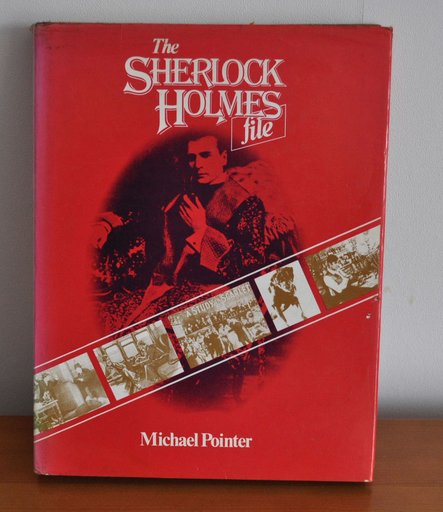 The
SHERLOCK
HOLMES
file
A STUDY IN SCARLET
Michael Pointer